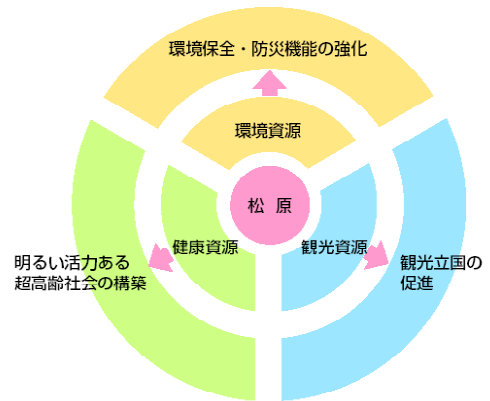 環境保全・防災機能の強化
環境資源
松 原
健康資源
観光資源
明るい活力ある
超高齢社会の構築
観光立国の
促進